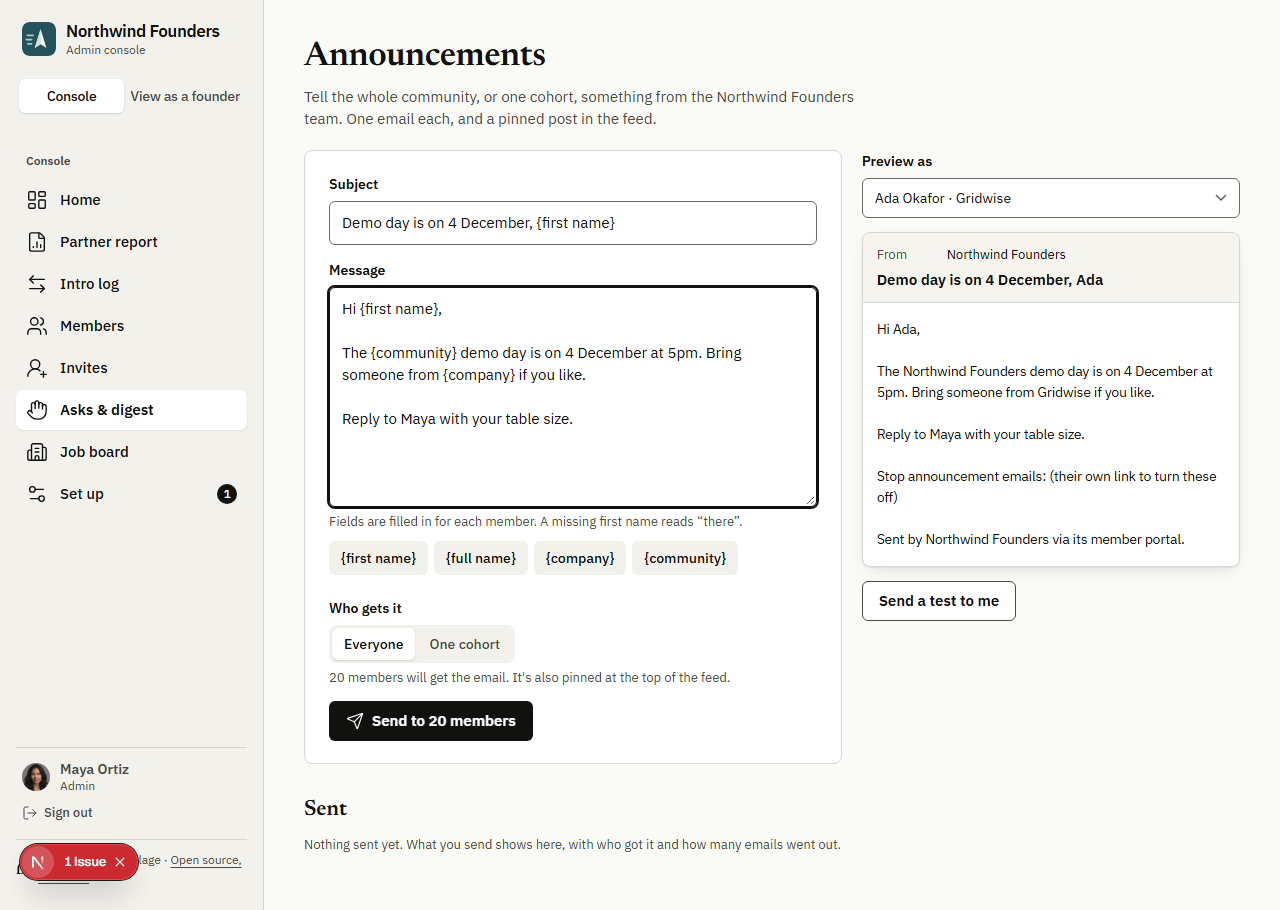 Northwind Founders
Admin console
Console
View as a founder
Console
Home
Partner report
Intro log
Members
Invites
Asks & digest
Job board
Set up
1
Maya Ortiz
Admin
Sign out
1 Issue
lage · Open source,
Announcements
Tell the whole community, or one cohort, something from the Northwind Founders
team. One email each, and a pinned post in the feed.
Subject
Demo day is on 4 December, {first name}
Message
Hi {first name},
The {community} demo day is on 4 December at 5pm. Bring
someone from {company} if you like.
Reply to Maya with your table size.
Fields are filled in for each member. A missing first name reads “there”.
{first name}
{full name}
{company}
{community}
Who gets it
Everyone
One cohort
20 members will get the email. It's also pinned at the top of the feed.
Send to 20 members
Preview as
Ada Okafor · Gridwise
From Northwind Founders
Demo day is on 4 December, Ada
Hi Ada,
The Northwind Founders demo day is on 4 December at
5pm. Bring someone from Gridwise if you like.
Reply to Maya with your table size.
Stop announcement emails: (their own link to turn these
off)
Sent by Northwind Founders via its member portal.
Send a test to me
Sent
Nothing sent yet. What you send shows here, with who got it and how many emails went out.